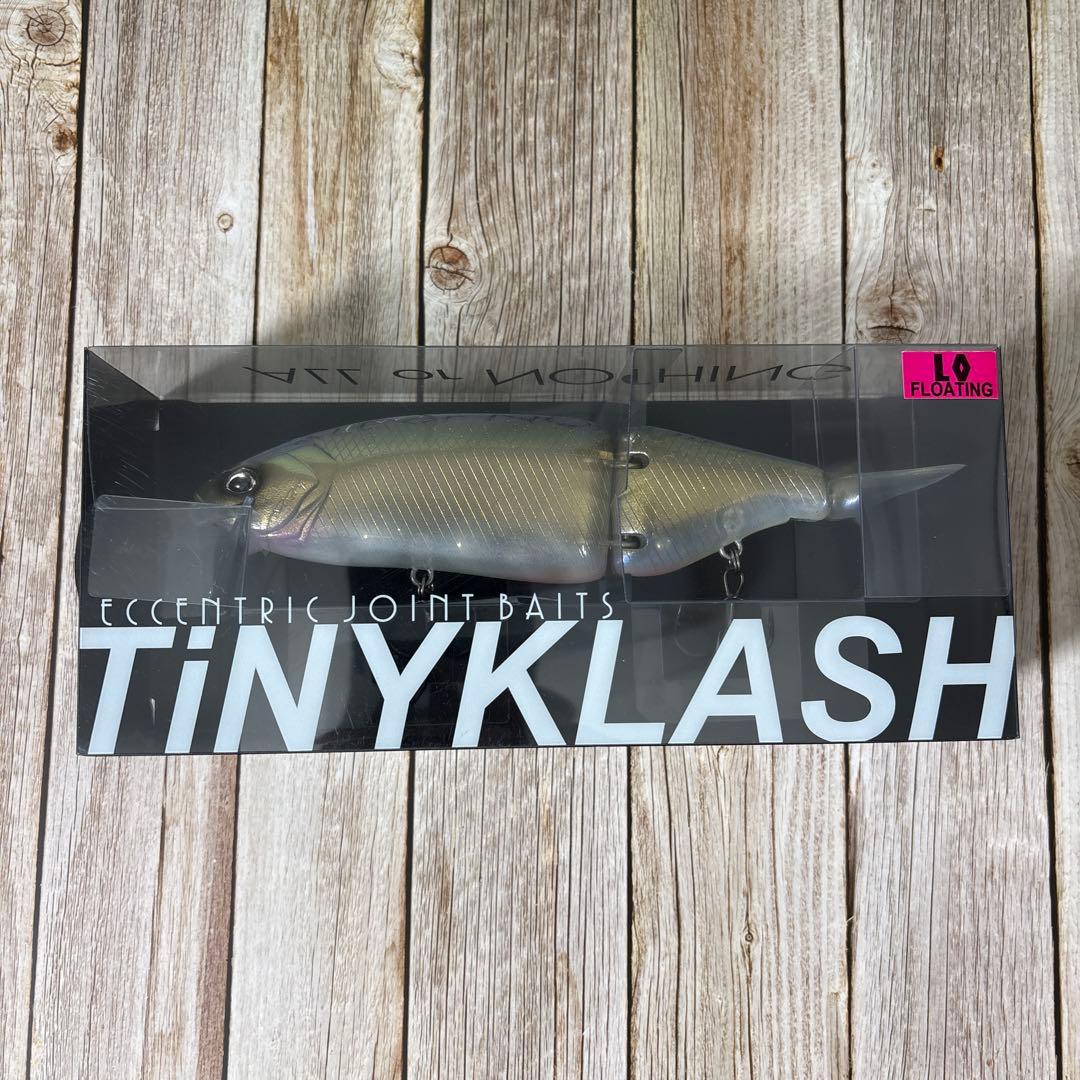 ALL or NOTHING
LO
FLOATING
ECCENTRIC JOINT BAITS
TiNYKLASH